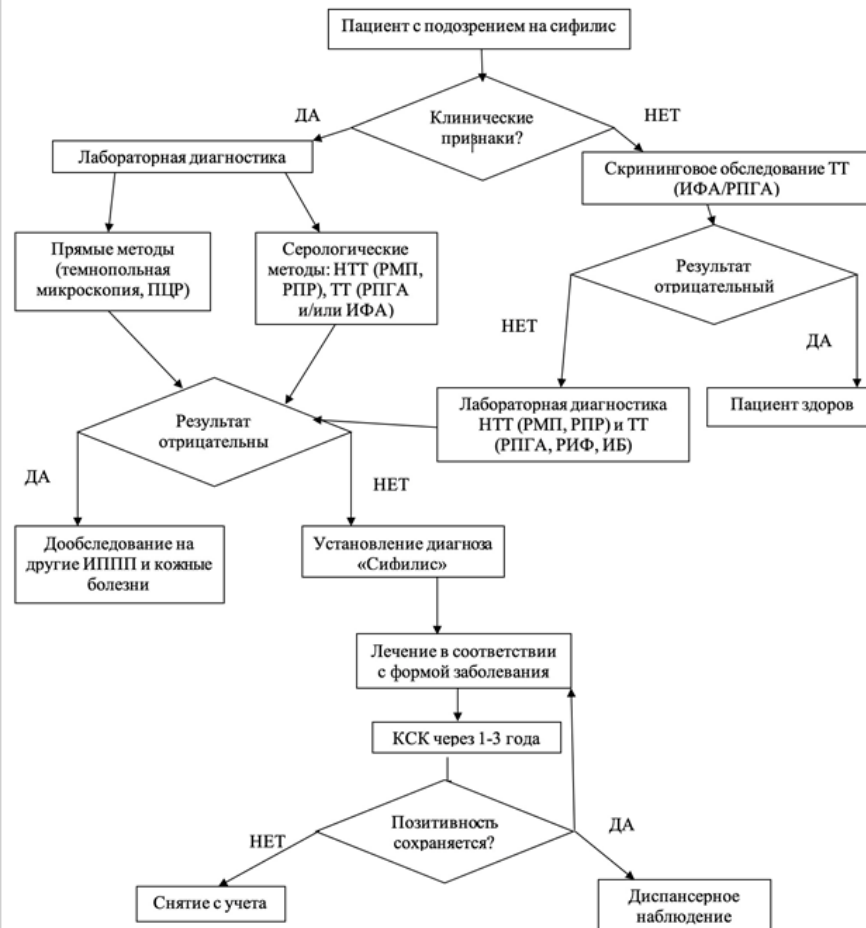 Пациент с подозрением на сифилис
ДА
Клинические
признаки?
НЕТ
Лабораторная диагностика
Скрининговое обследование ТТ
(ИФА/РПГА)
Прямые методы
(темнопольная
микроскопия, ПЦР)
Серологические
методы: НТТ (РМП,
РПР), ТТ (РПГА
и/или ИФА)
Результат
отрицательный
НЕТ
ДА
Лабораторная диагностика
НТТ (РМП, РПР) и ТТ
(РПГА, РИФ, ИБ)
Пациент здоров
Результат
отрицательны
ДА
НЕТ
Дообследование на
другие ИППП и кожные
болезни
Установление диагноза
«Сифилис»
Лечение в соответствии
с формой заболевания
КСК через 1-3 года
Позитивность
сохраняется?
НЕТ
ДА
Снятие с учета
Диспансерное
наблюдение